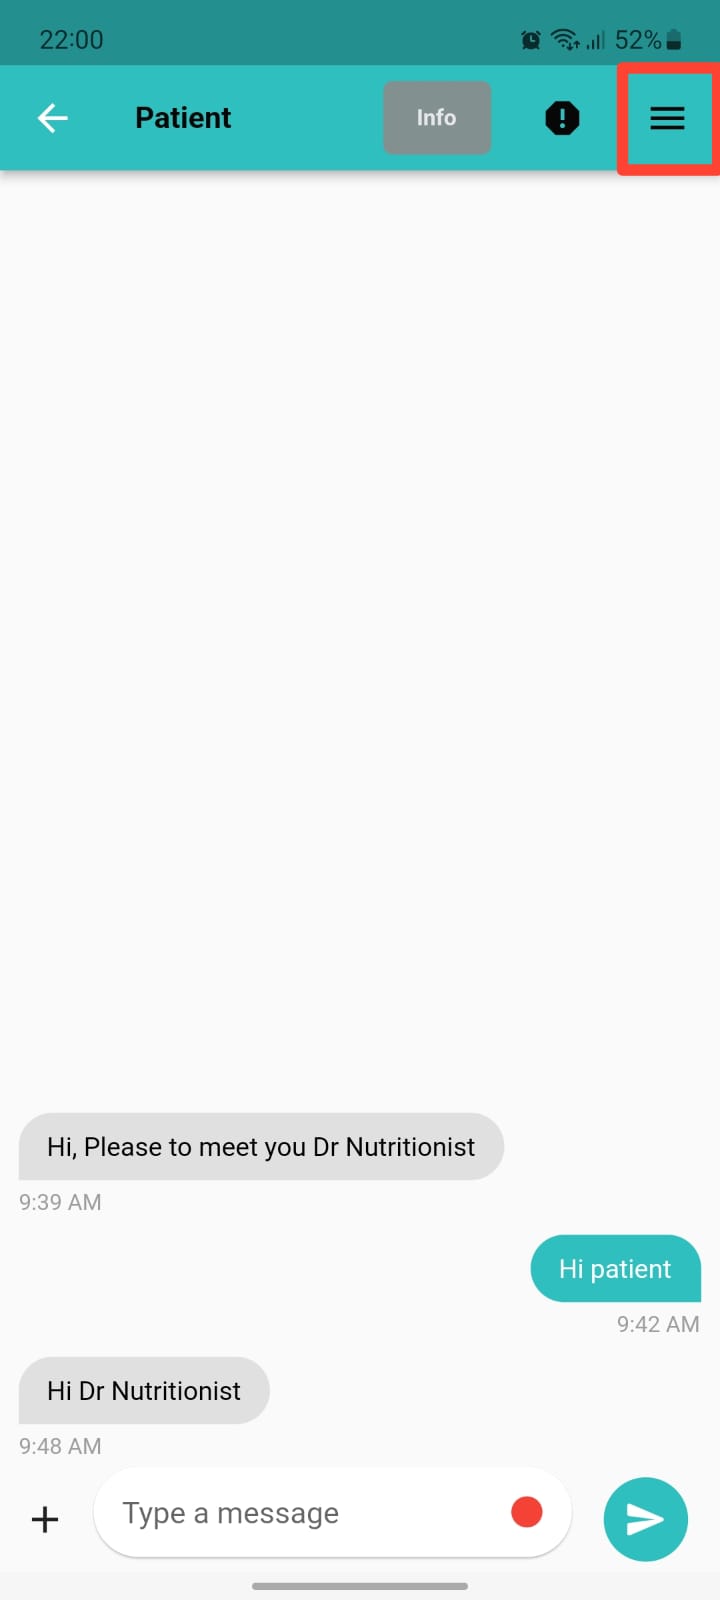 22:00
52%
Patient
Info
Hi, Please to meet you Dr Nutritionist
9:39 AM
Hi patient
9:42 AM
Hi Dr Nutritionist
9:48 AM
Type a message